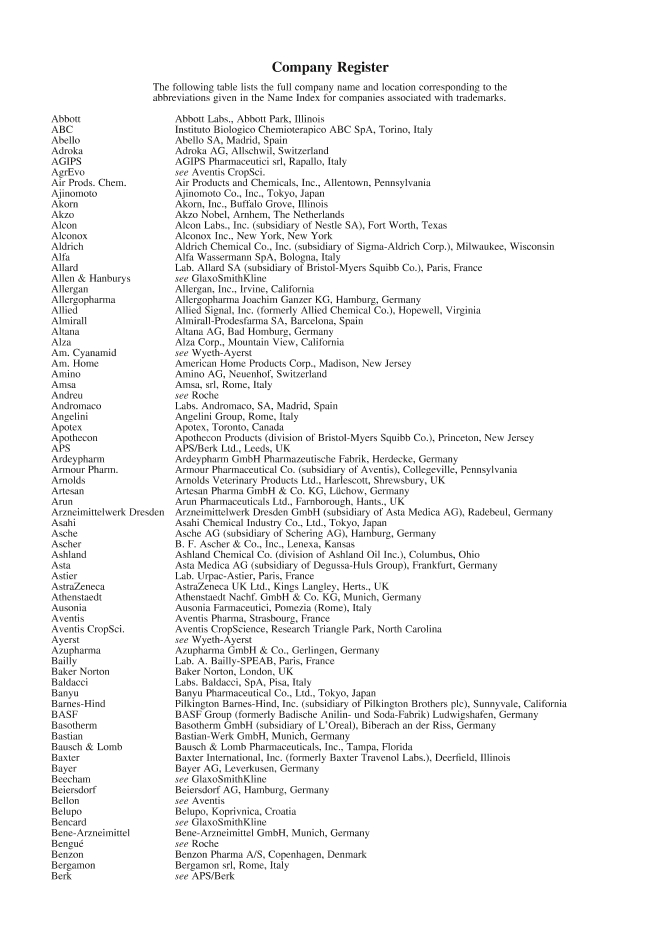 Company Register
The following table lists the full company name and location corresponding to the
abbreviations given in the Name Index for companies associated with trademarks.
Abbott Abbott Labs., Abbott Park, Illinois
ABC Instituto Biologico Chemioterapico ABC SpA, Torino, Italy
Abello Abello SA, Madrid, Spain
Adroka Adroka AG, Allschwil, Switzerland
AGIPS AGIPS Pharmaceutici srl, Rapallo, Italy
AgrEvo see Aventis CropSci.
Air Prods. Chem. Air Products and Chemicals, Inc., Allentown, Pennsylvania
Ajinomoto Ajinomoto Co., Inc., Tokyo, Japan
Akorn Akorn, Inc., Buffalo Grove, Illinois
Akzo Akzo Nobel, Arnhem, The Netherlands
Alcon Alcon Labs., Inc. (subsidiary of Nestle SA), Fort Worth, Texas
Alconox Alconox Inc., New York, New York
Aldrich Aldrich Chemical Co., Inc. (subsidiary of Sigma-Aldrich Corp.), Milwaukee, Wisconsin
Alfa Alfa Wassermann SpA, Bologna, Italy
Allard Lab. Allard SA (subsidiary of Bristol-Myers Squibb Co.), Paris, France
Allen & Hanburys see GlaxoSmithKline
Allergan Allergan, Inc., Irvine, California
Allergopharma Allergopharma Joachim Ganzer KG, Hamburg, Germany
Allied Allied Signal, Inc. (formerly Allied Chemical Co.), Hopewell, Virginia
Almirall Almirall-Prodesfarma SA, Barcelona, Spain
Altana Altana AG, Bad Homburg, Germany
Alza Alza Corp., Mountain View, California
Am. Cyanamid see Wyeth-Ayerst
Am. Home American Home Products Corp., Madison, New Jersey
Amino Amino AG, Neuenhof, Switzerland
Amsa Amsa, srl, Rome, Italy
Andreu see Roche
Andromaco Labs. Andromaco, SA, Madrid, Spain
Angelini Angelini Group, Rome, Italy
Apotex Apotex, Toronto, Canada
Apothecon Apothecon Products (division of Bristol-Myers Squibb Co.), Princeton, New Jersey
APS APS/Berk Ltd., Leeds, UK
Ardeypharm Ardeypharm GmbH Pharmazeutische Fabrik, Herdecke, Germany
Armour Pharm. Armour Pharmaceutical Co. (subsidiary of Aventis), Collegeville, Pennsylvania
Arnolds Arnolds Veterinary Products Ltd., Harlescott, Shrewsbury, UK
Artesan Artesan Pharma GmbH & Co. KG, Lüchow, Germany
Arun Arun Pharmaceuticals Ltd., Farnborough, Hants., UK
Arzneimittelwerk Dresden Arzneimittelwerk Dresden GmbH (subsidiary of Asta Medica AG), Radebeul, Germany
Asahi Asahi Chemical Industry Co., Ltd., Tokyo, Japan
Asche Asche AG (subsidiary of Schering AG), Hamburg, Germany
Ascher B. F. Ascher & Co., Inc., Lenexa, Kansas
Ashland Ashland Chemical Co. (division of Ashland Oil Inc.), Columbus, Ohio
Asta Asta Medica AG (subsidiary of Degussa-Huls Group), Frankfurt, Germany
Astier Lab. Urpac-Astier, Paris, France
AstraZeneca AstraZeneca UK Ltd., Kings Langley, Herts., UK
Athenstaedt Athenstaedt Nachf. GmbH & Co. KG, Munich, Germany
Ausonia Ausonia Farmaceutici, Pomezia (Rome), Italy
Aventis Aventis Pharma, Strasbourg, France
Aventis CropSci. Aventis CropScience, Research Triangle Park, North Carolina
Ayerst see Wyeth-Ayerst
Azupharma Azupharma GmbH & Co., Gerlingen, Germany
Bailly Lab. A. Bailly-SPEAB, Paris, France
Baker Norton Baker Norton, London, UK
Baldacci Labs. Baldacci, SpA, Pisa, Italy
Banyu Banyu Pharmaceutical Co., Ltd., Tokyo, Japan
Barnes-Hind Pilkington Barnes-Hind, Inc. (subsidiary of Pilkington Brothers plc), Sunnyvale, California
BASF BASF Group (formerly Badische Anilin- und Soda-Fabrik) Ludwigshafen, Germany
Basotherm Basotherm GmbH (subsidiary of L'Oreal), Biberach an der Riss, Germany
Bastian Bastian-Werk GmbH, Munich, Germany
Bausch & Lomb Bausch & Lomb Pharmaceuticals, Inc., Tampa, Florida
Baxter Baxter International, Inc. (formerly Baxter Travenol Labs.), Deerfield, Illinois
Bayer Bayer AG, Leverkusen, Germany
Beecham see GlaxoSmithKline
Beiersdorf Beiersdorf AG, Hamburg, Germany
Bellon see Aventis
Belupo Belupo, Koprivnica, Croatia
Bencard see GlaxoSmithKline
Bene-Arzneimittel Bene-Arzneimittel GmbH, Munich, Germany
Bengué see Roche
Benzon Benzon Pharma A/S, Copenhagen, Denmark
Bergamon Bergamon srl, Rome, Italy
Berk see APS/Berk